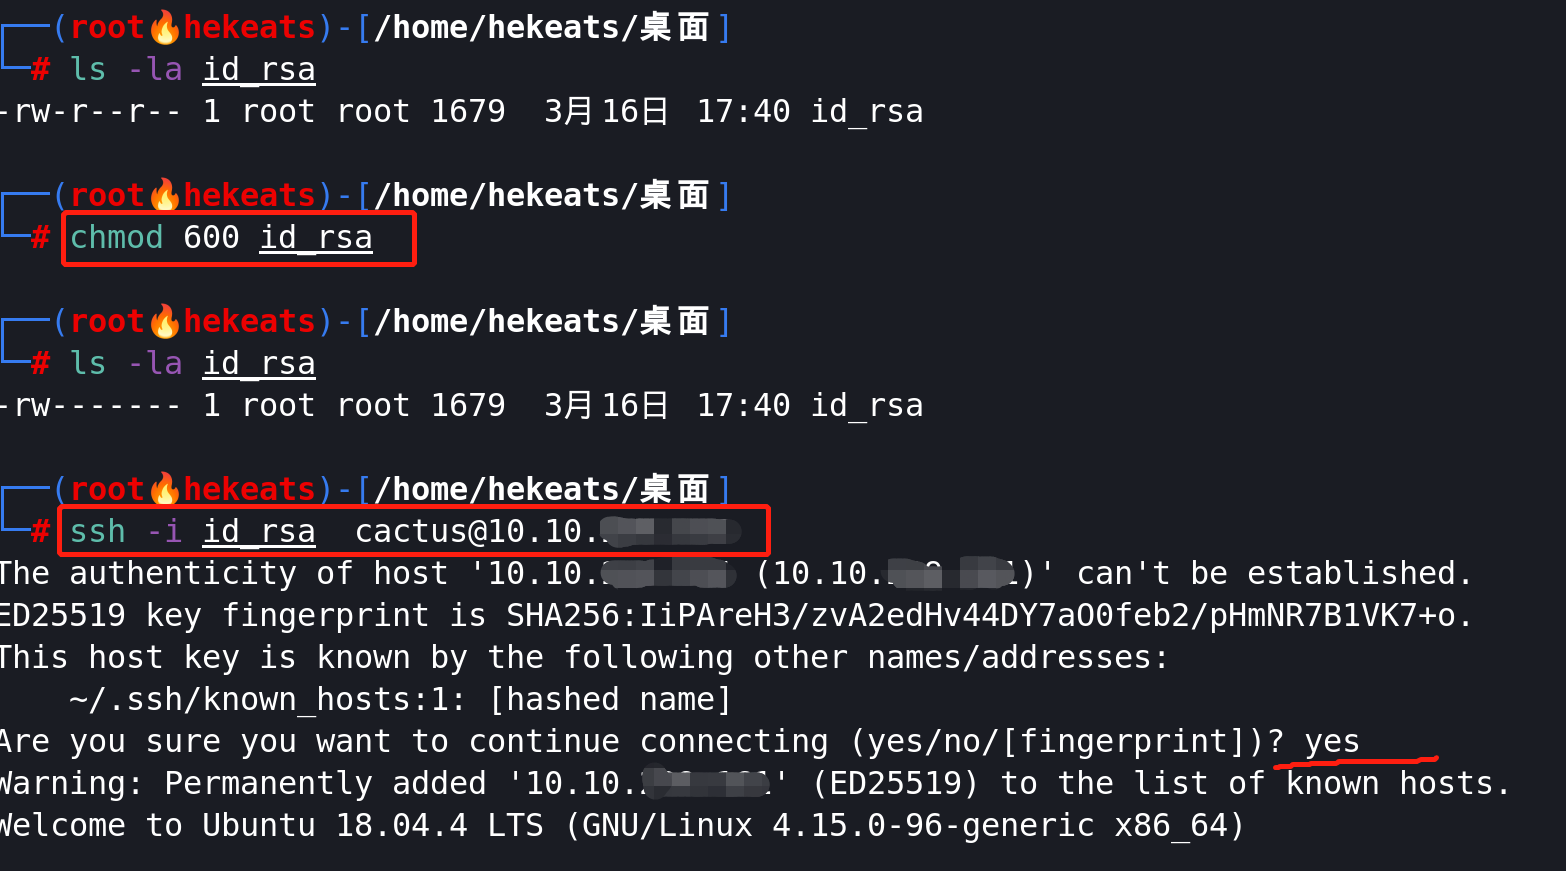 (root🔥hekeats)-[/home/hekeats/桌面]
# ls -la id_rsa
-rw-r--r-- 1 root root 1679  3月16日 17:40 id_rsa
(root🔥hekeats)-[/home/hekeats/桌面]
# chmod 600 id_rsa
(root🔥hekeats)-[/home/hekeats/桌面]
# ls -la id_rsa
-rw------- 1 root root 1679  3月16日 17:40 id_rsa
(root🔥hekeats)-[/home/hekeats/桌面]
# ssh -i id_rsa  cactus@10.10.
The authenticity of host '10.10. (10.10. )' can't be established.
ED25519 key fingerprint is SHA256:IiPAreH3/zvA2edHv44DY7aO0feb2/pHmNR7B1VK7+o.
This host key is known by the following other names/addresses:
    ~/.ssh/known_hosts:1: [hashed name]
Are you sure you want to continue connecting (yes/no/[fingerprint])? yes
Warning: Permanently added '10.10. ' (ED25519) to the list of known hosts.
Welcome to Ubuntu 18.04.4 LTS (GNU/Linux 4.15.0-96-generic x86_64)